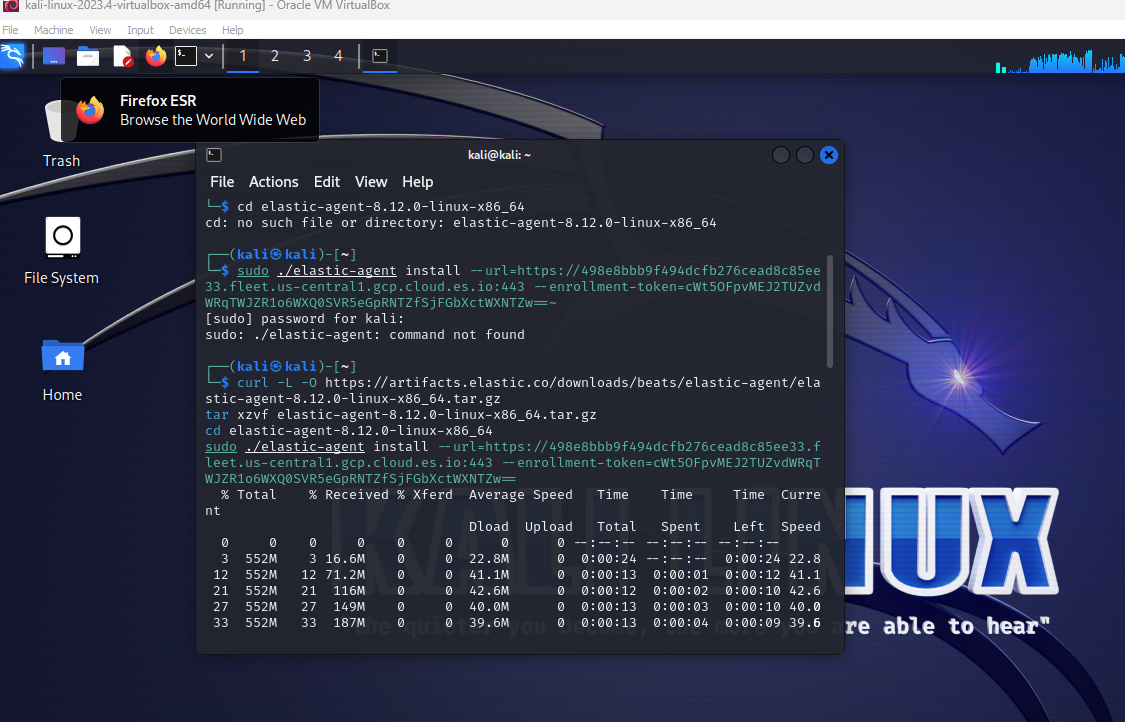 kali-linux-2023.4-virtualbox-amd64 [Running] - Oracle VM VirtualBox
File Machine View Input Devices Help
1 2 3 4
Firefox ESR
Browse the World Wide Web
Trash
File System
Home
kali@kali: ~
File Actions Edit View Help
└─$ cd elastic-agent-8.12.0-linux-x86_64
cd: no such file or directory: elastic-agent-8.12.0-linux-x86_64
┌──(kali㉿kali)-[~]
└─$ sudo ./elastic-agent install --url=https://498e8bbb9f494dcfb276cead8c85ee
33.fleet.us-central1.gcp.cloud.es.io:443 --enrollment-token=cWt5OFpvMEJ2TUZvd
WRqTWJZR1o6WXQ0SVR5eGpRNTZfSjFGbXctWXNTZw==~
[sudo] password for kali:
sudo: ./elastic-agent: command not found
┌──(kali㉿kali)-[~]
└─$ curl -L -O https://artifacts.elastic.co/downloads/beats/elastic-agent/ela
stic-agent-8.12.0-linux-x86_64.tar.gz
tar xzvf elastic-agent-8.12.0-linux-x86_64.tar.gz
cd elastic-agent-8.12.0-linux-x86_64
sudo ./elastic-agent install --url=https://498e8bbb9f494dcfb276cead8c85ee33.f
leet.us-central1.gcp.cloud.es.io:443 --enrollment-token=cWt5OFpvMEJ2TUZvdWRqT
WJZR1o6WXQ0SVR5eGpRNTZfSjFGbXctWXNTZw==
% Total % Received % Xferd Average Speed Time Time Time Curre
nt
Dload Upload Total Spent Left Speed
0 0 0 0 0 0 0 0 --:--:-- --:--:-- --:--:--
3 552M 3 16.6M 0 0 22.8M 0 0:00:24 --:--:-- 0:00:24 22.8
12 552M 12 71.2M 0 0 41.1M 0 0:00:13 0:00:01 0:00:12 41.1
21 552M 21 116M 0 0 42.6M 0 0:00:12 0:00:02 0:00:10 42.6
27 552M 27 149M 0 0 40.0M 0 0:00:13 0:00:03 0:00:10 40.0
33 552M 33 187M 0 0 39.6M 0 0:00:13 0:00:04 0:00:09 39.6
KALI LINUX
"the quieter you become, the more you are able to hear"